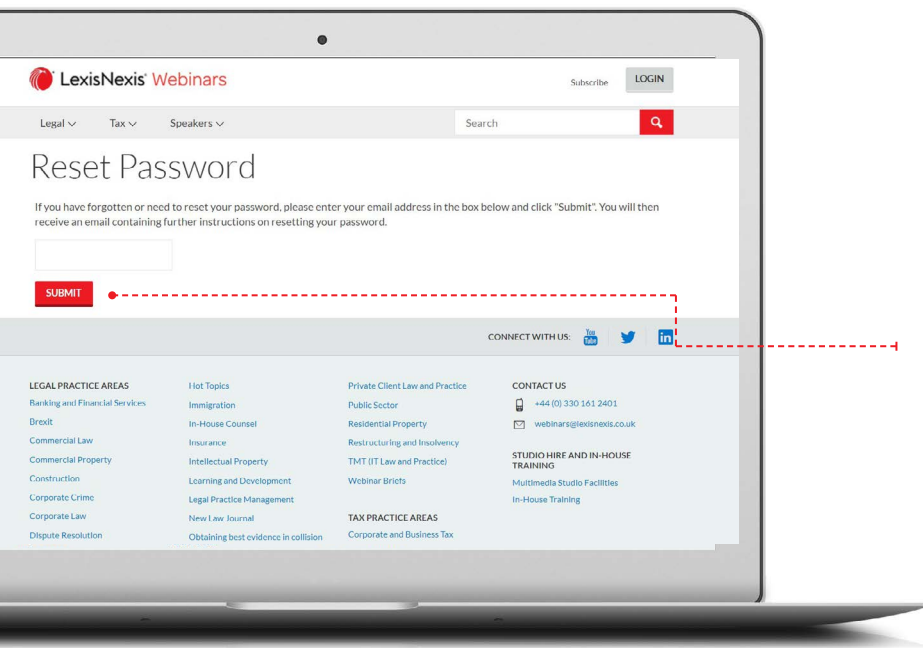 LexisNexis® Webinars
Subscribe
LOGIN
Legal
Tax
Speakers
Search
Reset Password
If you have forgotten or need to reset your password, please enter your email address in the box below and click "Submit". You will then
receive an email containing further instructions on resetting your password.
SUBMIT
CONNECT WITH US:
You
Tube
in
LEGAL PRACTICE AREAS
Banking and Financial Services
Brexit
Commercial Law
Commercial Property
Construction
Corporate Crime
Corporate Law
Dispute Resolution
Hot Topics
Immigration
In-House Counsel
Insurance
Intellectual Property
Learning and Development
Legal Practice Management
New Law Journal
Obtaining best evidence in collision
Private Client Law and Practice
Public Sector
Residential Property
Restructuring and Insolvency
TMT (IT Law and Practice)
Webinar Briefs
TAX PRACTICE AREAS
Corporate and Business Tax
CONTACT US
+44 (0) 330 161 2401
webinars@lexisnexis.co.uk
STUDIO HIRE AND IN-HOUSE
TRAINING
Multimedia Studio Facilities
In-House Training